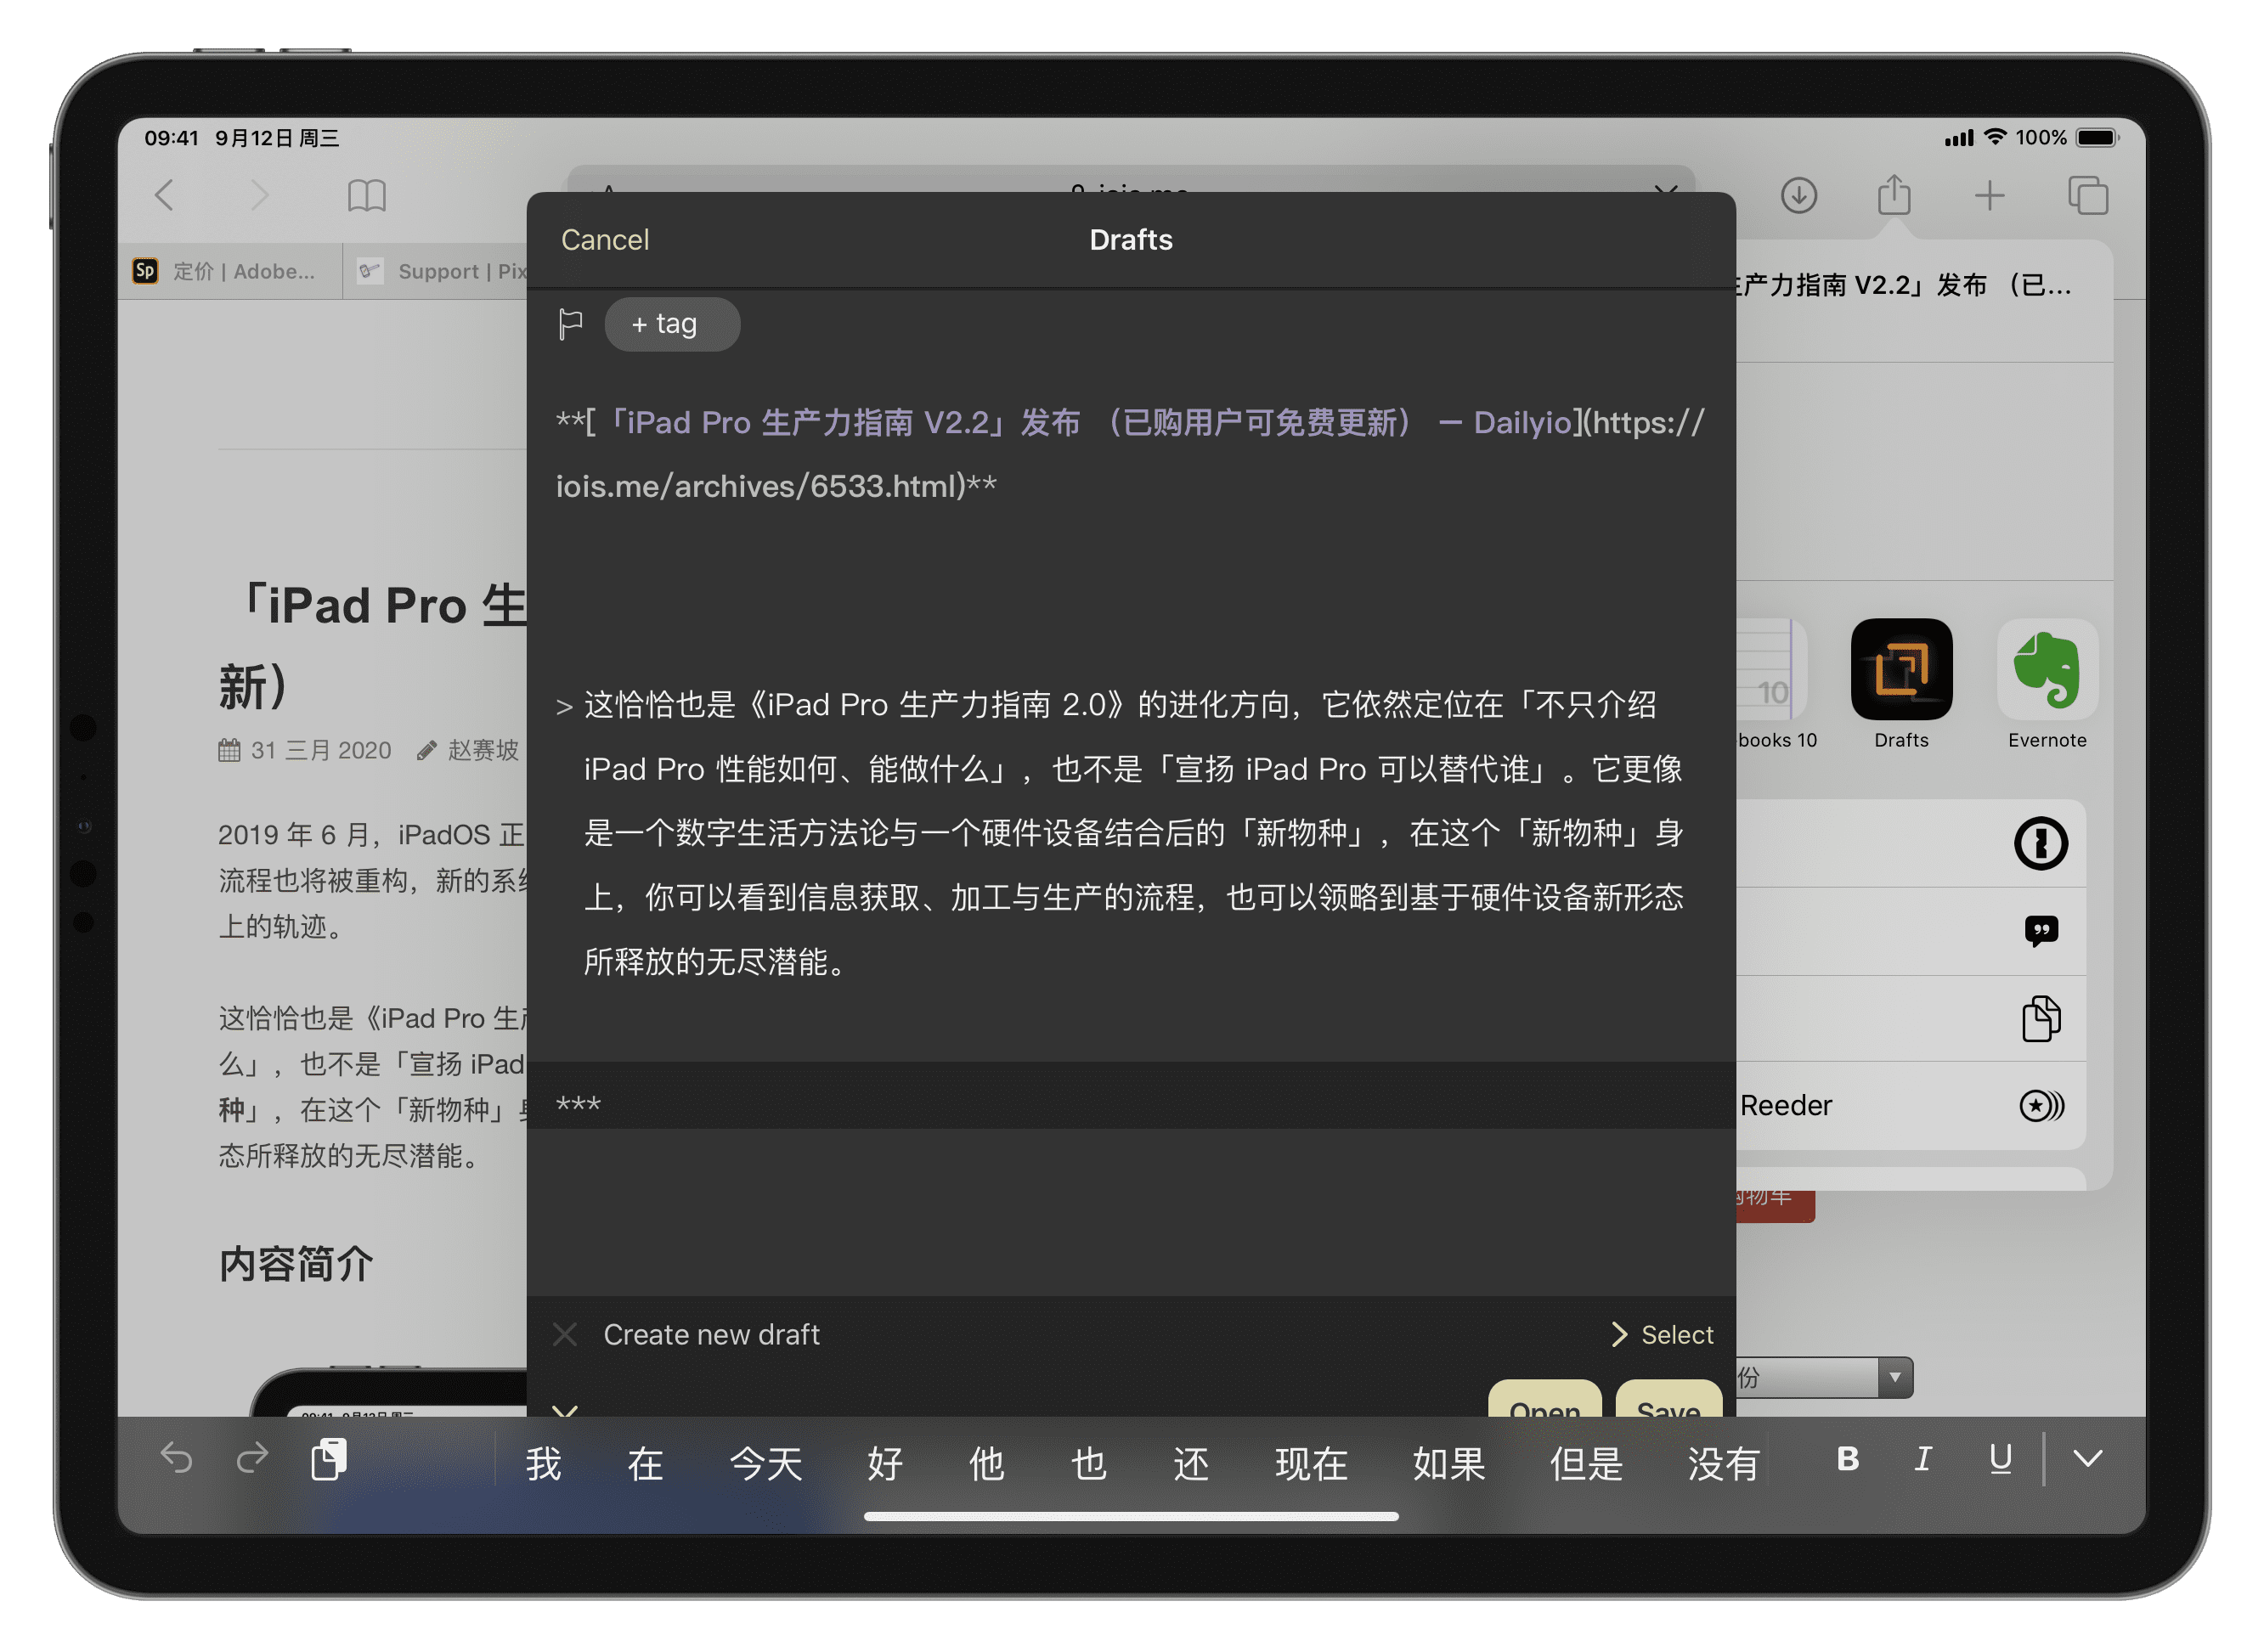 09:41 9月12日 周三
100%
定价 | Adobe...
Support | Pix
Cancel
Drafts
+ tag
**[「iPad Pro 生产力指南 V2.2」发布 （已购用户可免费更新） — Dailyio](https://
iois.me/archives/6533.html)**
> 这恰恰也是《iPad Pro 生产力指南 2.0》的进化方向，它依然定位在「不只介绍
iPad Pro 性能如何、能做什么」，也不是「宣扬 iPad Pro 可以替代谁」。它更像
是一个数字生活方法论与一个硬件设备结合后的「新物种」，在这个「新物种」身
上，你可以看到信息获取、加工与生产的流程，也可以领略到基于硬件设备新形态
所释放的无尽潜能。
***
Create new draft
Select
Open
Save
「iPad Pro 生
新）
31 三月 2020 赵赛坡
2019 年 6 月，iPadOS 正
流程也将被重构，新的系统
上的轨迹。
这恰恰也是《iPad Pro 生产
么」，也不是「宣扬 iPad
种」，在这个「新物种」身
态所释放的无尽潜能。
内容简介
生产力指南 V2.2」发布 （已...
10
books 10
Drafts
Evernote
Reeder
购物车
份
我 在 今天 好 他 也 还 现在 如果 但是 没有
B I U